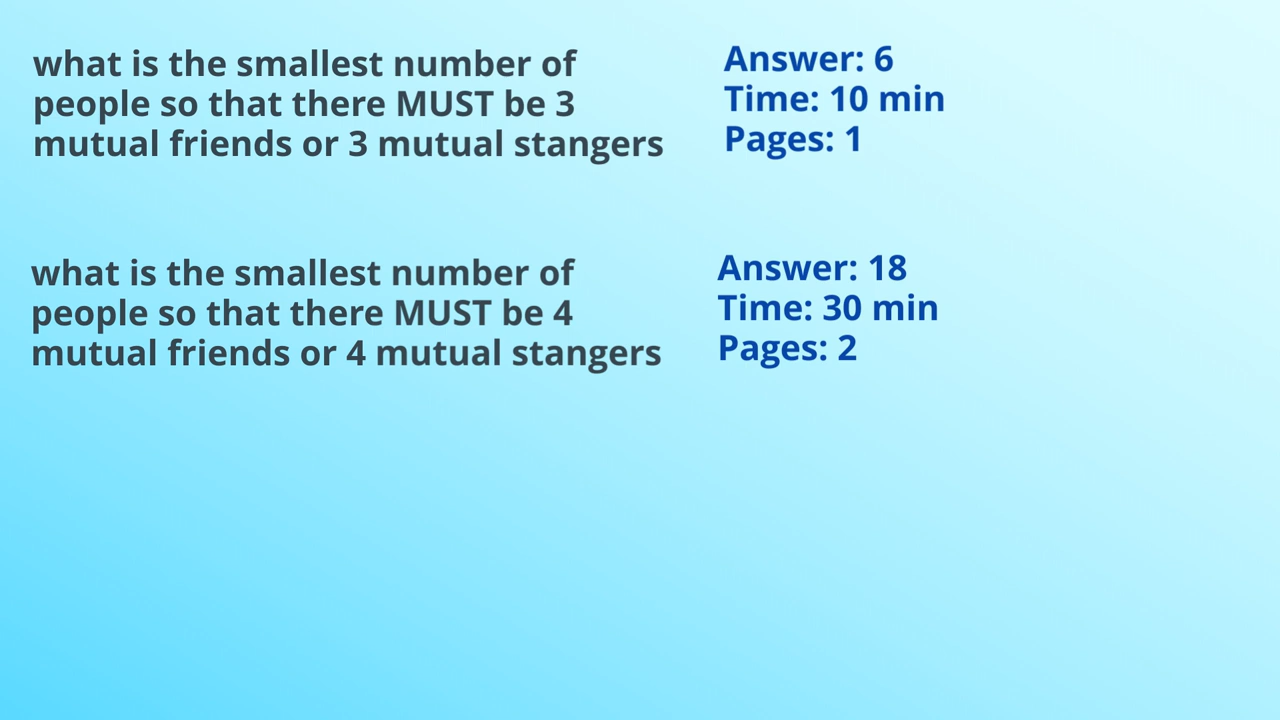 what is the smallest number of
people so that there MUST be 3
mutual friends or 3 mutual stangers
Answer: 6
Time: 10 min
Pages: 1
what is the smallest number of
people so that there MUST be 4
mutual friends or 4 mutual stangers
Answer: 18
Time: 30 min
Pages: 2